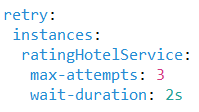 retry:
  instances:
    ratingHotelService:
      max-attempts: 3
      wait-duration: 2s